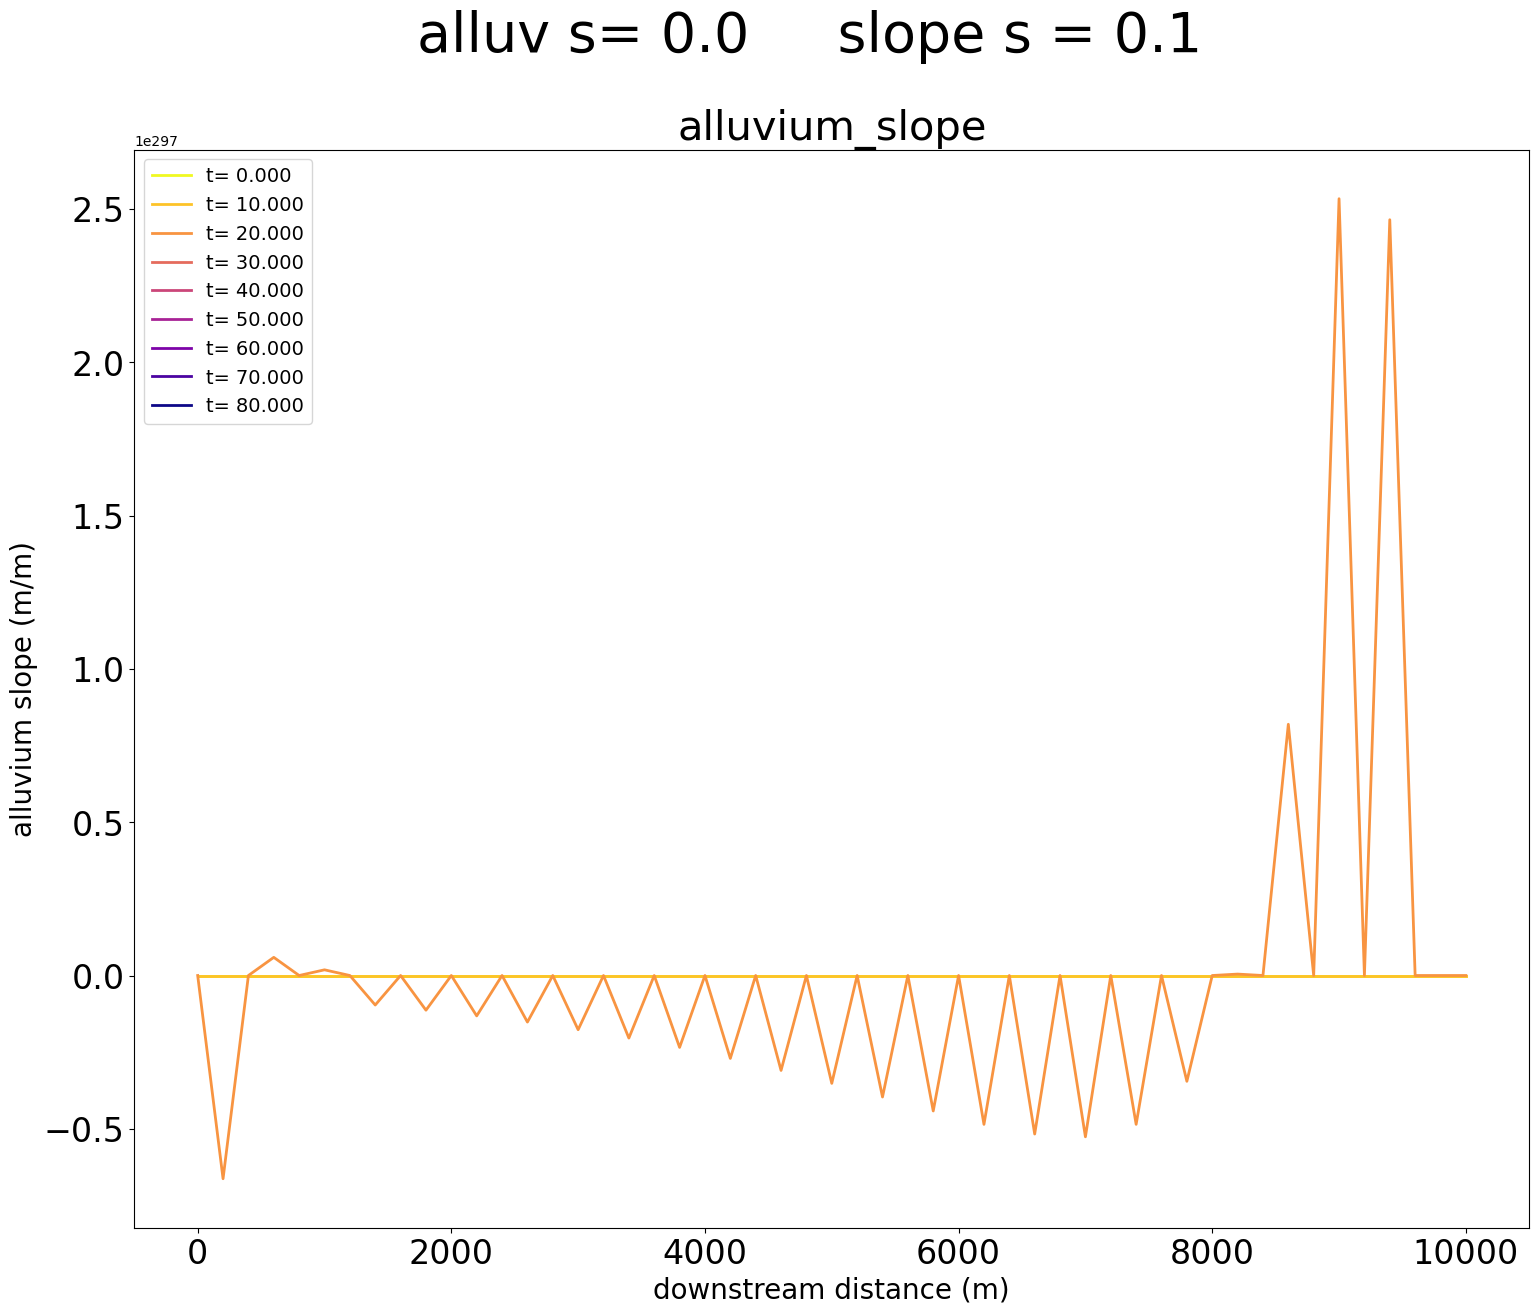 alluv s= 0.0 slope s = 0.1
alluvium_slope
1e297
t= 0.000
t= 10.000
t= 20.000
t= 30.000
t= 40.000
t= 50.000
t= 60.000
t= 70.000
t= 80.000
2.5
2.0
1.5
1.0
0.5
0.0
−0.5
alluvium slope (m/m)
0 2000 4000 6000 8000 10000
downstream distance (m)